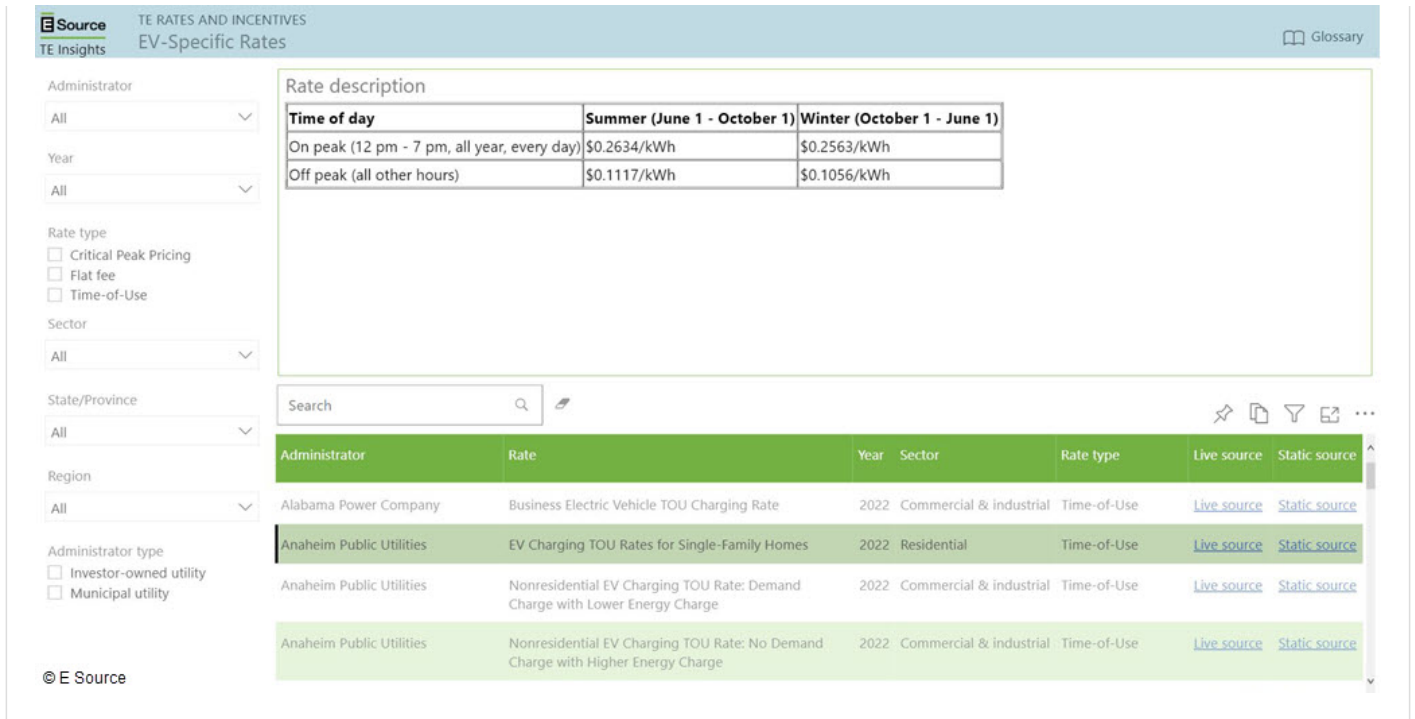 E Source
TE Insights
TE RATES AND INCENTIVES
EV-Specific Rates
Glossary
Administrator
All
Year
All
Rate type
Critical Peak Pricing
Flat fee
Time-of-Use
Sector
All
State/Province
All
Region
All
Administrator type
Investor-owned utility
Municipal utility
© E Source
Rate description
Time of day Summer (June 1 - October 1) Winter (October 1 - June 1)
On peak (12 pm - 7 pm, all year, every day) $0.2634/kWh $0.2563/kWh
Off peak (all other hours) $0.1117/kWh $0.1056/kWh
Search
Administrator Rate Year Sector Rate type Live source Static source
Alabama Power Company Business Electric Vehicle TOU Charging Rate 2022 Commercial & industrial Time-of-Use Live source Static source
Anaheim Public Utilities EV Charging TOU Rates for Single-Family Homes 2022 Residential Time-of-Use Live source Static source
Anaheim Public Utilities Nonresidential EV Charging TOU Rate: Demand 2022 Commercial & industrial Time-of-Use Live source Static source
Charge with Lower Energy Charge
Anaheim Public Utilities Nonresidential EV Charging TOU Rate: No Demand 2022 Commercial & industrial Time-of-Use Live source Static source
Charge with Higher Energy Charge